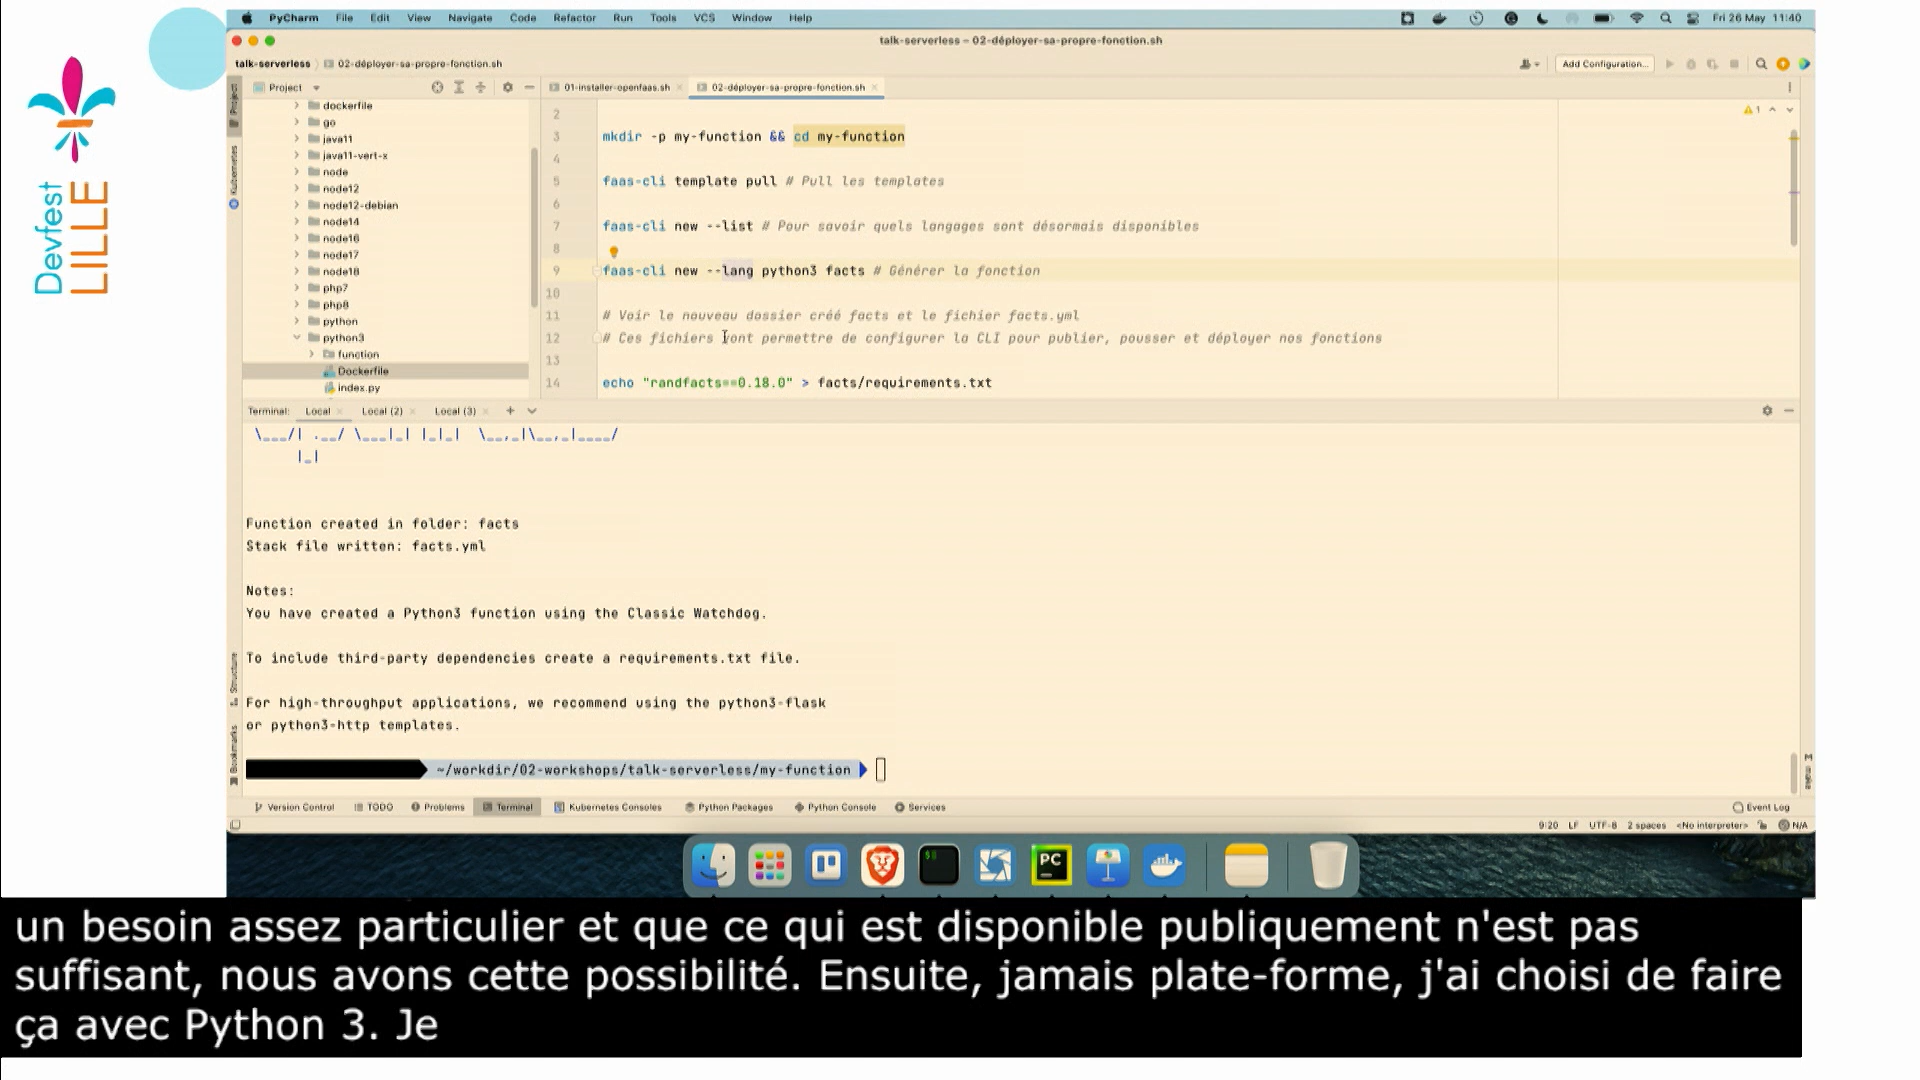 PyCharm File Edit View Navigate Code Refactor Run Tools VCS Window Help Fri 26 May 11:40
talk-serverless – 02-déployer-sa-propre-fonction.sh
talk-serverless 02-déployer-sa-propre-fonction.sh Add Configuration...
Devfest
LILLE
Project
Kubernetes
Structure
Bookmarks
make
Project
dockerfile
go
java11
java11-vert-x
node
node12
node12-debian
node14
node16
node17
node18
php7
php8
python
python3
function
Dockerfile
index.py
01-installer-openfaas.sh 02-déployer-sa-propre-fonction.sh
1
2
3 mkdir -p my-function && cd my-function
4
5 faas-cli template pull # Pull les templates
6
7 faas-cli new --list # Pour savoir quels langages sont désormais disponibles
8
9 faas-cli new --lang python3 facts # Générer la fonction
10
11 # Voir le nouveau dossier créé facts et le fichier facts.yml
12 # Ces fichiers vont permettre de configurer la CLI pour publier, pousser et déployer nos fonctions
13
14 echo "randfacts==0.18.0" > facts/requirements.txt
Terminal: Local Local (2) Local (3)
\___/| .__/ \___|_| |_|_| \__,_|\__,_|____/
|_|
Function created in folder: facts
Stack file written: facts.yml
Notes:
You have created a Python3 function using the Classic Watchdog.
To include third-party dependencies create a requirements.txt file.
For high-throughput applications, we recommend using the python3-flask
or python3-http templates.
~/workdir/02-workshops/talk-serverless/my-function
Version Control TODO Problems Terminal Kubernetes Consoles Python Packages Python Console Services Event Log
9:20 LF UTF-8 2 spaces <No interpreter> N/A
PC
un besoin assez particulier et que ce qui est disponible publiquement n'est pas
suffisant, nous avons cette possibilité. Ensuite, jamais plate-forme, j'ai choisi de faire
ça avec Python 3. Je